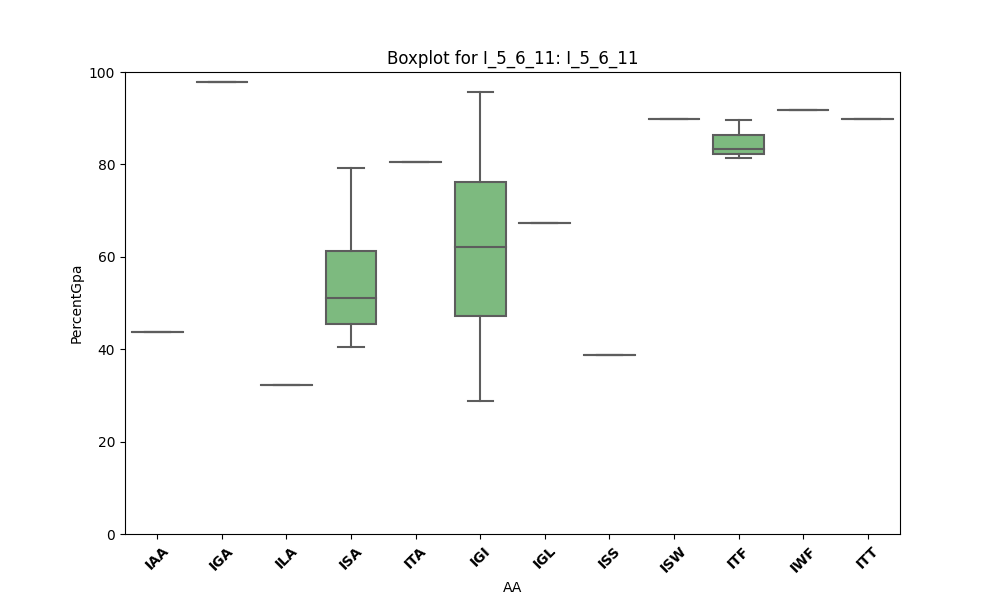 Boxplot for I_5_6_11: I_5_6_11
100
80
60
40
20
0
PercentGpa
IAA IGA ILA ISA ITA IGI IGL ISS ISW ITF IWF ITT
AA